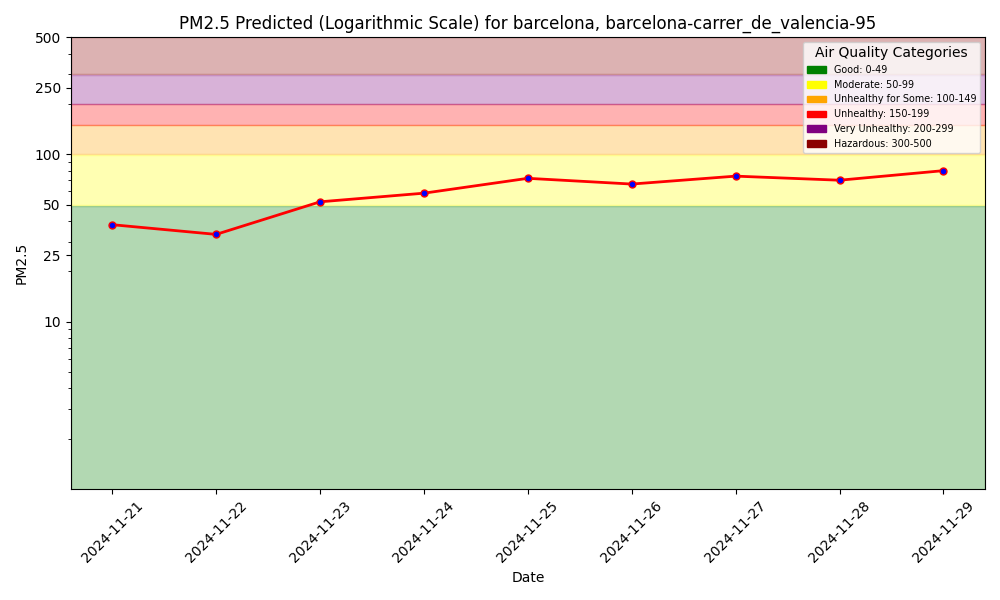 PM2.5 Predicted (Logarithmic Scale) for barcelona, barcelona-carrer_de_valencia-95
Air Quality Categories
Good: 0-49
Moderate: 50-99
Unhealthy for Some: 100-149
Unhealthy: 150-199
Very Unhealthy: 200-299
Hazardous: 300-500
500
250
100
50
25
10
PM2.5
2024-11-21
2024-11-22
2024-11-23
2024-11-24
2024-11-25
2024-11-26
2024-11-27
2024-11-28
2024-11-29
Date